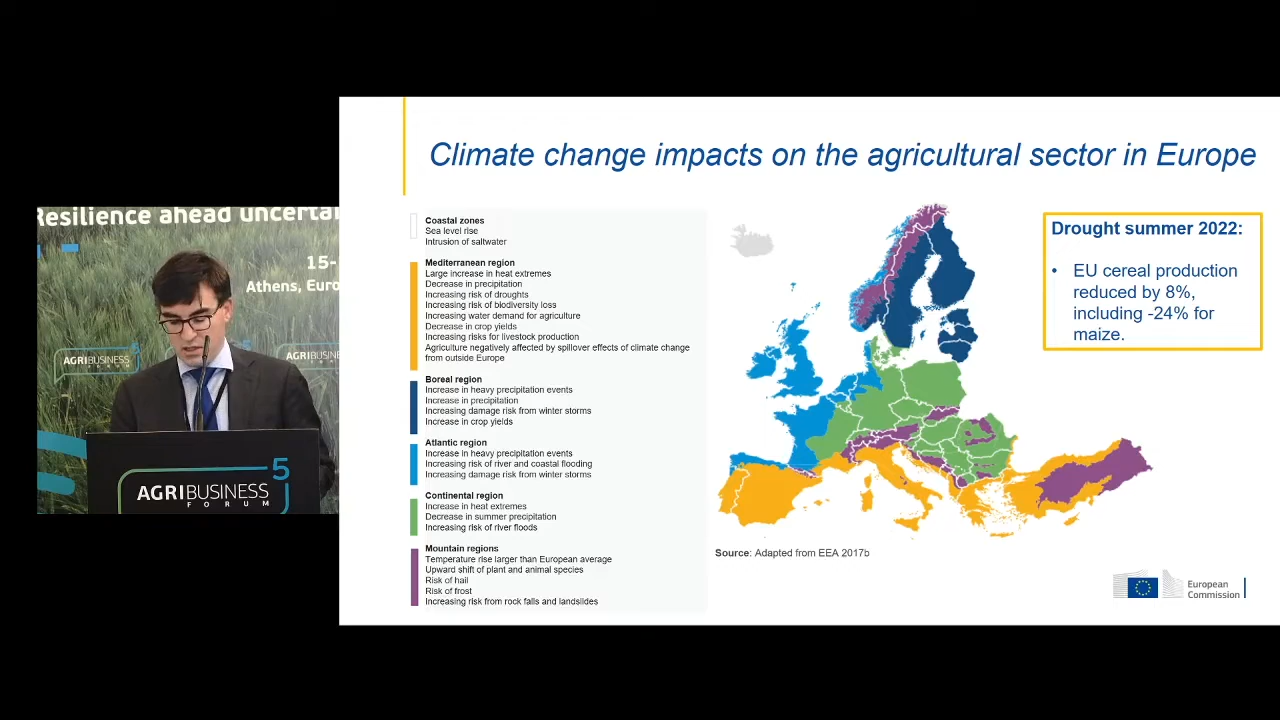 Climate change impacts on the agricultural sector in Europe
Coastal zones
Sea level rise
Intrusion of saltwater
Mediterranean region
Large increase in heat extremes
Decrease in precipitation
Increasing risk of droughts
Increasing risk of biodiversity loss
Increasing water demand for agriculture
Decrease in crop yields
Increasing risks for livestock production
Agriculture negatively affected by spillover effects of climate change
from outside Europe
Boreal region
Increase in heavy precipitation events
Increase in precipitation
Increasing damage risk from winter storms
Increase in crop yields
Atlantic region
Increase in heavy precipitation events
Increasing risk of river and coastal flooding
Increasing damage risk from winter storms
Continental region
Increase in heat extremes
Decrease in summer precipitation
Increasing risk of river floods
Mountain regions
Temperature rise larger than European average
Upward shift of plant and animal species
Risk of hail
Risk of frost
Increasing risk from rock falls and landslides
Drought summer 2022:
• EU cereal production
reduced by 8%,
including -24% for
maize.
Source: Adapted from EEA 2017b
European
Commission
Resilience ahead
15-
Athens,
AGRIBUSINESS
FORUM
AGRIBUSINESS 5
FORUM